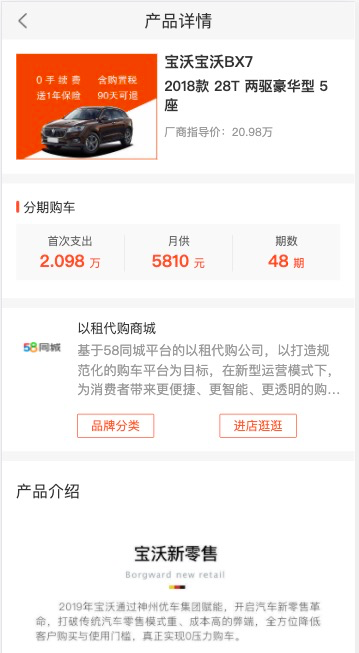 产品详情
0手续费 含购置税
送1年保险 90天可退
宝沃宝沃BX7
2018款 28T 两驱豪华型 5
座
厂商指导价：20.98万
分期购车
首次支出 月供 期数
2.098 万 5810 元 48 期
以租代购商城
58同城
基于58同城平台的以租代购公司，以打造规
范化的购车平台为目标，在新型运营模式下，
为消费者带来更便捷、更智能、更透明的购...
品牌分类 进店逛逛
产品介绍
宝沃新零售
Borgward new retail
2019年宝沃通过神州优车集团赋能，开启汽车新零售革
命，打破传统汽车零售模式重、成本高的弊端，全方位降低
客户购买与使用门槛，真正实现0压力购车。